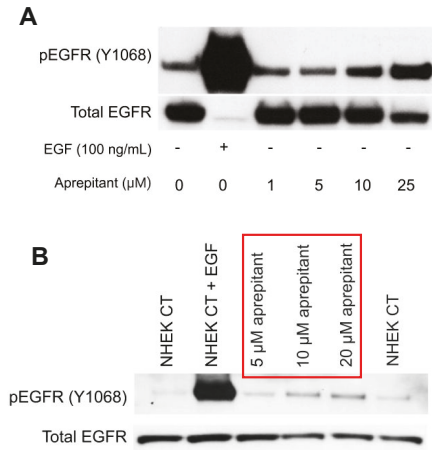 A
pEGFR (Y1068)
Total EGFR
EGF (100 ng/mL) - + - - - -
Aprepitant (µM) 0 0 1 5 10 25
B
NHEK CT
NHEK CT + EGF
5 µM aprepitant
10 µM aprepitant
20 µM aprepitant
NHEK CT
pEGFR (Y1068)
Total EGFR